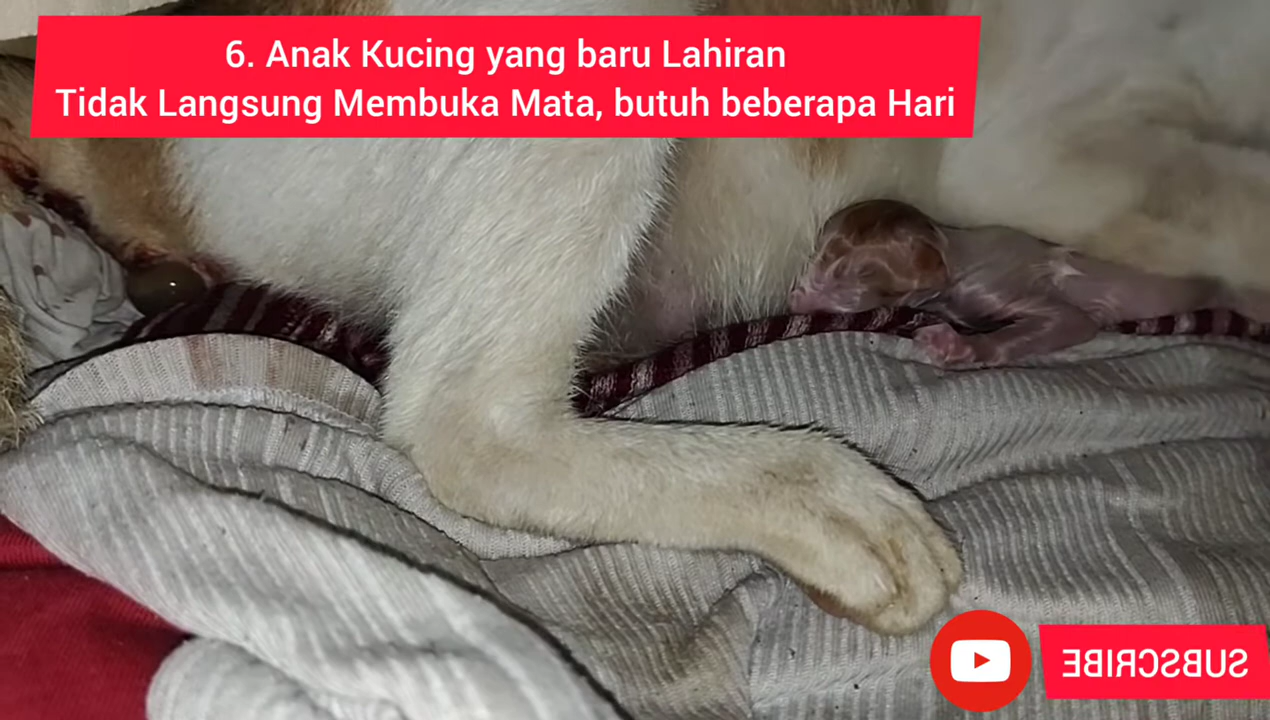 6. Anak Kucing yang baru Lahiran
Tidak Langsung Membuka Mata, butuh beberapa Hari
SUBSCRIBE